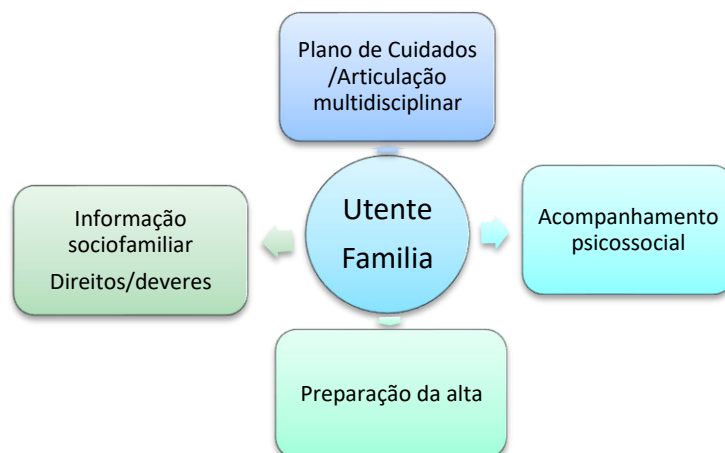 Plano de Cuidados
/Articulação
multidisciplinar
Informação
sociofamiliar
Direitos/deveres
Utente
Familia
Acompanhamento
psicossocial
Preparação da alta